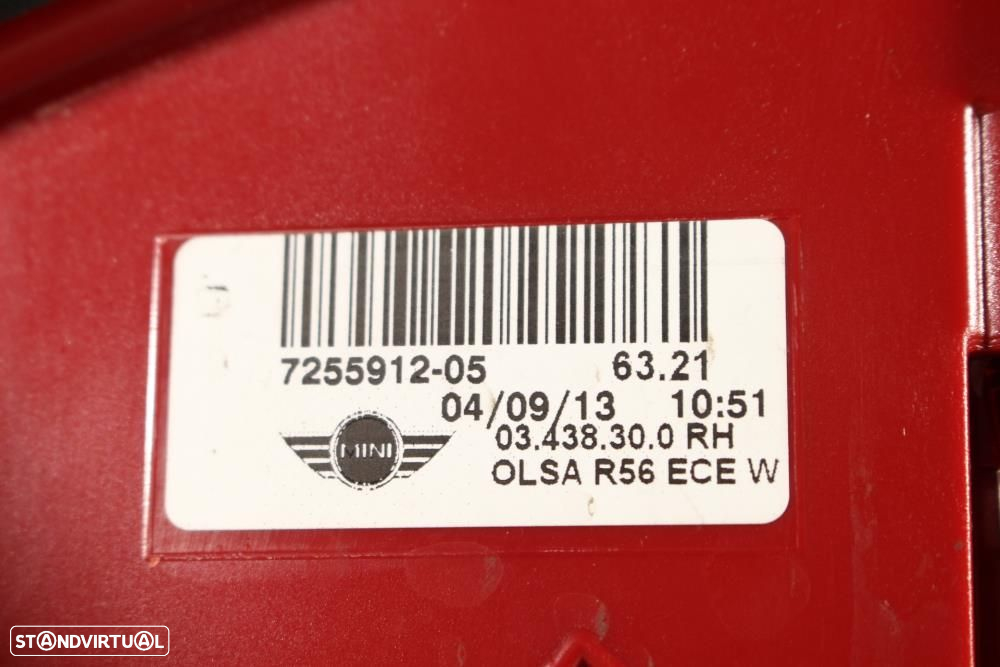 7255912-05 63.21
04/09/13 10:51
03.438.30.0 RH
MINI
OLSA R56 ECE W
STANDVIRTUAL